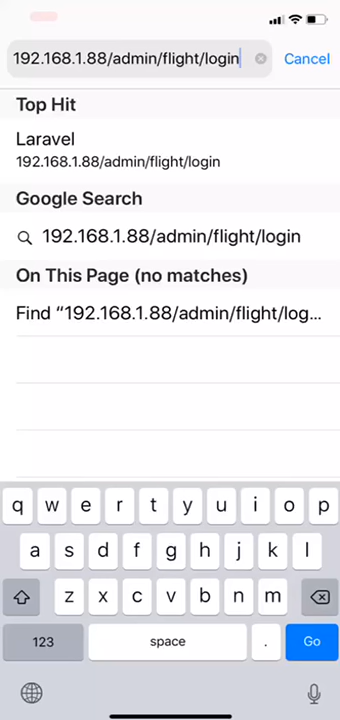 192.168.1.88/admin/flight/login Cancel
Top Hit
Laravel
192.168.1.88/admin/flight/login
Google Search
192.168.1.88/admin/flight/login
On This Page (no matches)
Find “192.168.1.88/admin/flight/log...
q w e r t y u i o p
a s d f g h j k l
z x c v b n m
123 space . Go